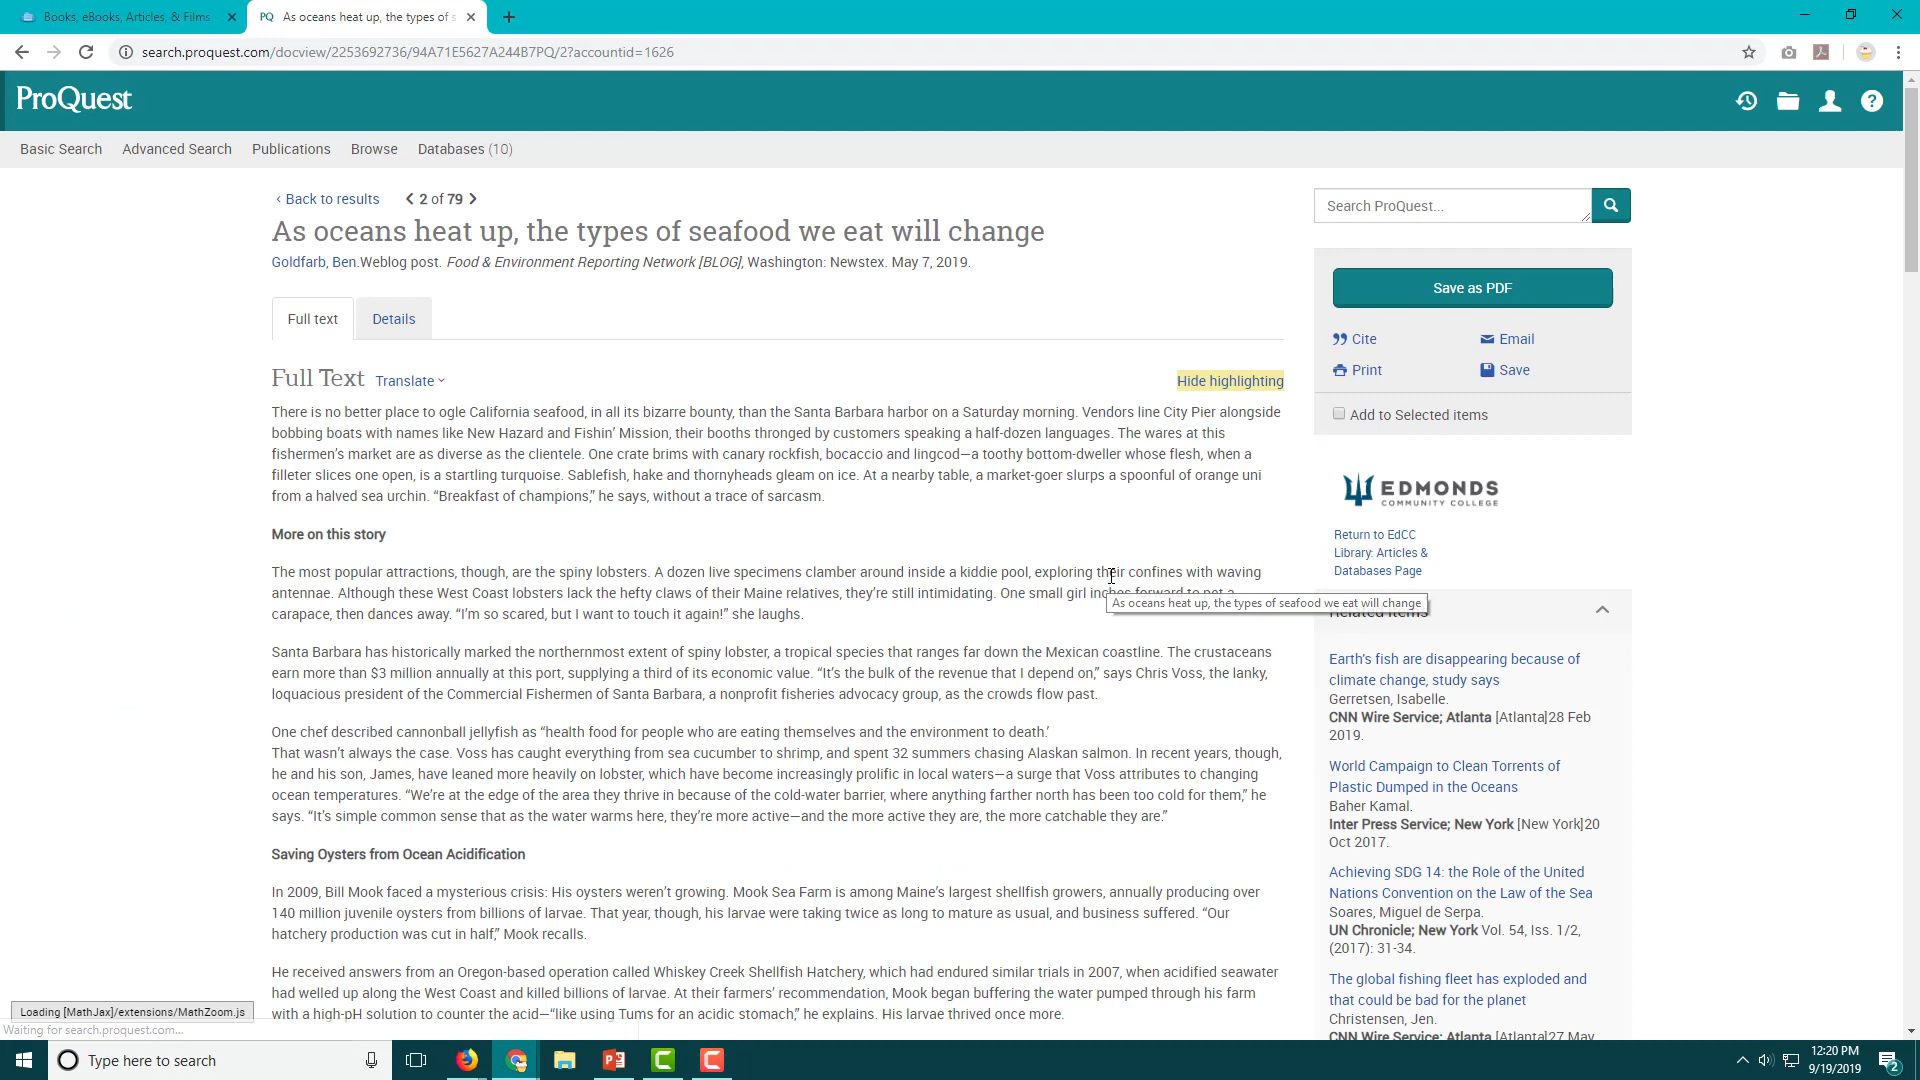 Books, eBooks, Articles, & Films
PQ As oceans heat up, the types of s
search.proquest.com/docview/2253692736/94A71E5627A244B7PQ/2?accountid=1626
ProQuest
Basic Search Advanced Search Publications Browse Databases (10)
‹ Back to results 2 of 79
As oceans heat up, the types of seafood we eat will change
Goldfarb, Ben.Weblog post. Food & Environment Reporting Network [BLOG], Washington: Newstex. May 7, 2019.
Full text Details
Full Text Translate
Hide highlighting
There is no better place to ogle California seafood, in all its bizarre bounty, than the Santa Barbara harbor on a Saturday morning. Vendors line City Pier alongside
bobbing boats with names like New Hazard and Fishin’ Mission, their booths thronged by customers speaking a half-dozen languages. The wares at this
fishermen’s market are as diverse as the clientele. One crate brims with canary rockfish, bocaccio and lingcod—a toothy bottom-dweller whose flesh, when a
filleter slices one open, is a startling turquoise. Sablefish, hake and thornyheads gleam on ice. At a nearby table, a market-goer slurps a spoonful of orange uni
from a halved sea urchin. “Breakfast of champions,” he says, without a trace of sarcasm.
More on this story
The most popular attractions, though, are the spiny lobsters. A dozen live specimens clamber around inside a kiddie pool, exploring their confines with waving
antennae. Although these West Coast lobsters lack the hefty claws of their Maine relatives, they’re still intimidating. One small girl inches forward to pet a
carapace, then dances away. “I’m so scared, but I want to touch it again!” she laughs.
As oceans heat up, the types of seafood we eat will change
Santa Barbara has historically marked the northernmost extent of spiny lobster, a tropical species that ranges far down the Mexican coastline. The crustaceans
earn more than $3 million annually at this port, supplying a third of its economic value. “It’s the bulk of the revenue that I depend on,” says Chris Voss, the lanky,
loquacious president of the Commercial Fishermen of Santa Barbara, a nonprofit fisheries advocacy group, as the crowds flow past.
One chef described cannonball jellyfish as “health food for people who are eating themselves and the environment to death.’
That wasn’t always the case. Voss has caught everything from sea cucumber to shrimp, and spent 32 summers chasing Alaskan salmon. In recent years, though,
he and his son, James, have leaned more heavily on lobster, which have become increasingly prolific in local waters—a surge that Voss attributes to changing
ocean temperatures. “We’re at the edge of the area they thrive in because of the cold-water barrier, where anything farther north has been too cold for them,” he
says. “It’s simple common sense that as the water warms here, they’re more active—and the more active they are, the more catchable they are.”
Saving Oysters from Ocean Acidification
In 2009, Bill Mook faced a mysterious crisis: His oysters weren’t growing. Mook Sea Farm is among Maine’s largest shellfish growers, annually producing over
140 million juvenile oysters from billions of larvae. That year, though, his larvae were taking twice as long to mature as usual, and business suffered. “Our
hatchery production was cut in half,” Mook recalls.
He received answers from an Oregon-based operation called Whiskey Creek Shellfish Hatchery, which had endured similar trials in 2007, when acidified seawater
had welled up along the West Coast and killed billions of larvae. At their farmers’ recommendation, Mook began buffering the water pumped through his farm
with a high-pH solution to counter the acid—“like using Tums for an acidic stomach,” he explains. His larvae thrived once more.
Search ProQuest...
Save as PDF
Cite Email
Print Save
Add to Selected items
EDMONDS
COMMUNITY COLLEGE
Return to EdCC
Library: Articles &
Databases Page
Related items
Earth's fish are disappearing because of
climate change, study says
Gerretsen, Isabelle.
CNN Wire Service; Atlanta [Atlanta]28 Feb
2019.
World Campaign to Clean Torrents of
Plastic Dumped in the Oceans
Baher Kamal.
Inter Press Service; New York [New York]20
Oct 2017.
Achieving SDG 14: the Role of the United
Nations Convention on the Law of the Sea
Soares, Miguel de Serpa.
UN Chronicle; New York Vol. 54, Iss. 1/2,
(2017): 31-34.
The global fishing fleet has exploded and
that could be bad for the planet
Christensen, Jen.
CNN Wire Service; Atlanta [Atlanta]27 May
Loading [MathJax]/extensions/MathZoom.js
Waiting for search.proquest.com...
Type here to search
12:20 PM
9/19/2019
2